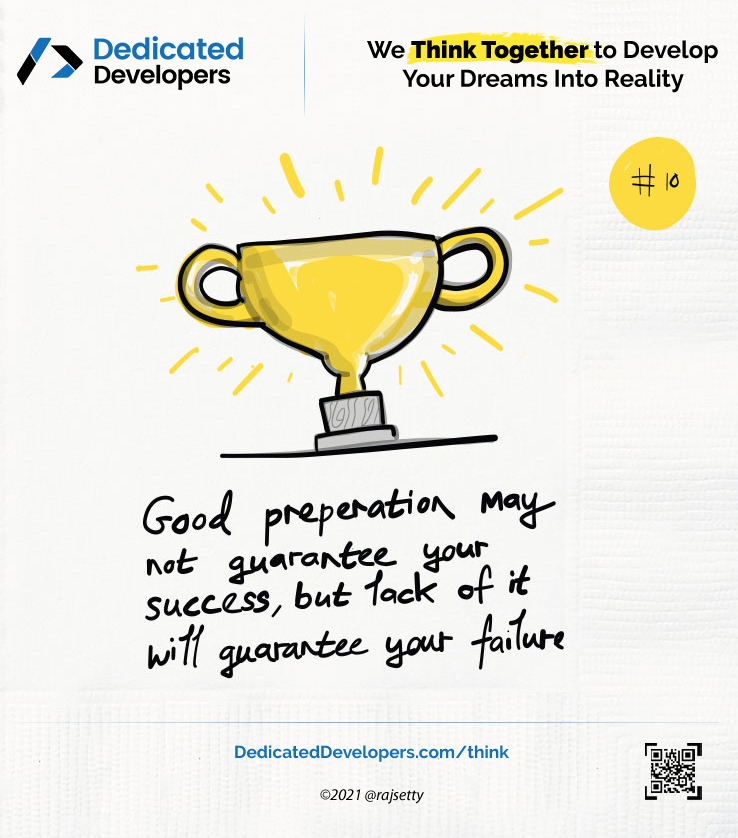 Dedicated
Developers
We Think Together to Develop
Your Dreams Into Reality
# 10
Good preperation may
not guarantee your
success, but lack of it
will guarantee your failure
DedicatedDevelopers.com/think
©2021 @rajsetty